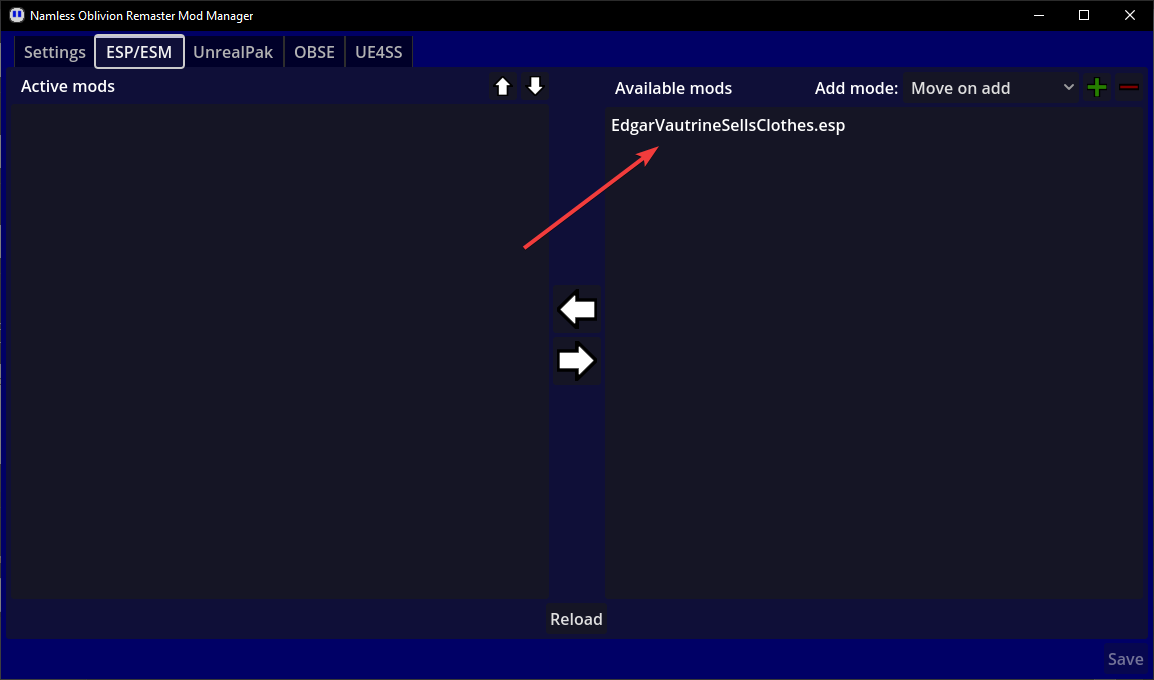 Namless Oblivion Remaster Mod Manager
Settings ESP/ESM UnrealPak OBSE UE4SS
Active mods
Available mods Add mode: Move on add
EdgarVautrineSellsClothes.esp
Reload
Save